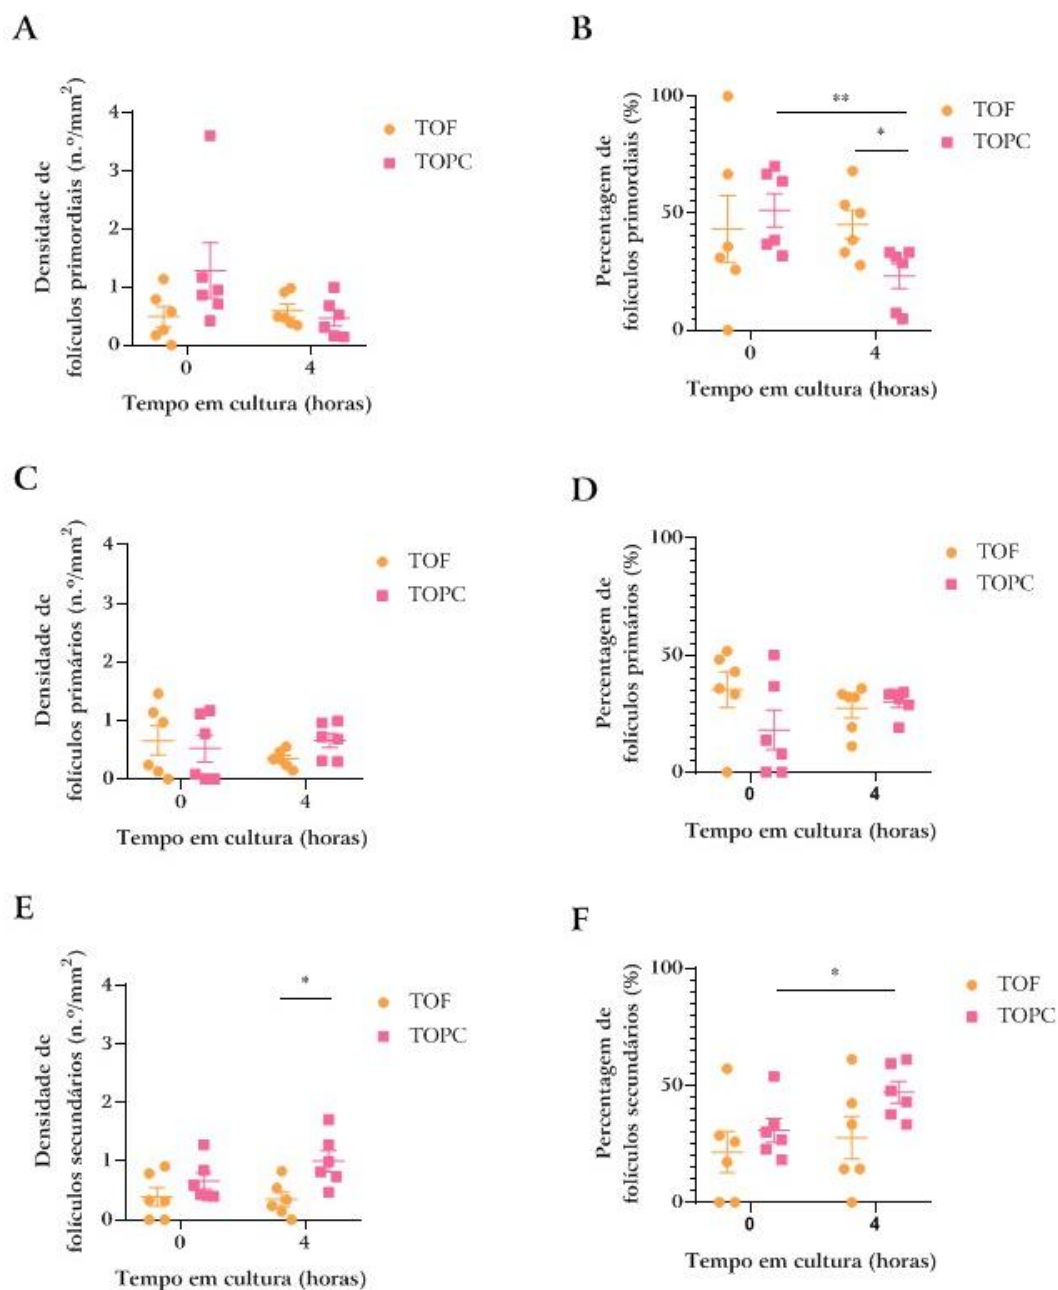 A
Densidade de
folículos primordiais (n.º/mm²)
4
3
2
1
0
0
4
Tempo em cultura (horas)
TOF
TOPC
B
Percentagem de
folículos primordiais (%)
100
50
0
**
*
0
4
Tempo em cultura (horas)
TOF
TOPC
C
Densidade de
folículos primários (n.º/mm²)
4
3
2
1
0
0
4
Tempo em cultura (horas)
TOF
TOPC
D
Percentagem de
folículos primários (%)
100
50
0
0
4
Tempo em cultura (horas)
TOF
TOPC
E
Densidade de
folículos secundários (n.º/mm²)
4
3
2
1
0
*
0
4
Tempo em cultura (horas)
TOF
TOPC
F
Percentagem de
folículos secundários (%)
100
50
0
*
0
4
Tempo em cultura (horas)
TOF
TOPC